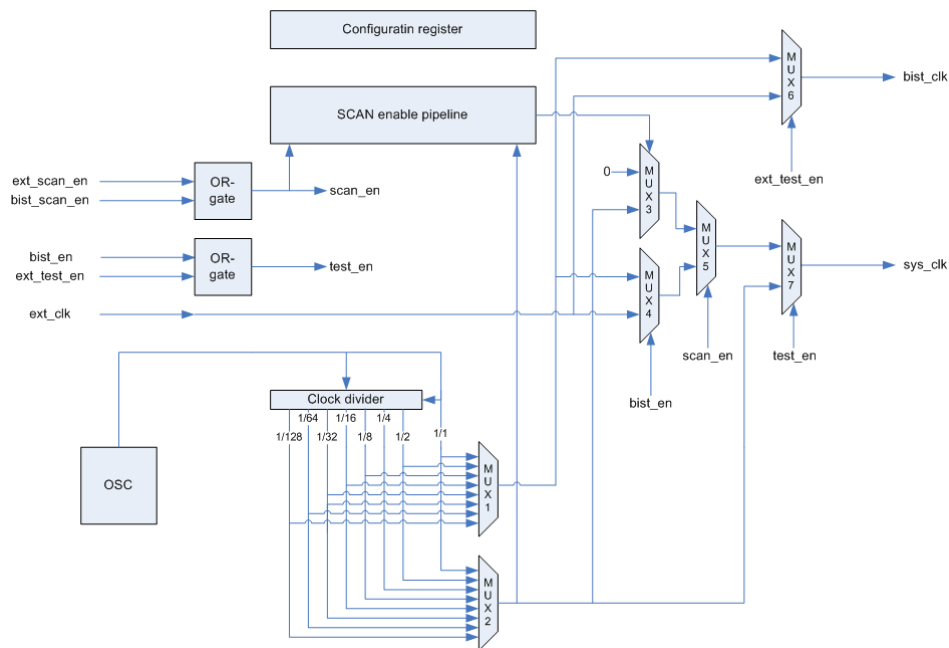 Configuratin register
SCAN enable pipeline
ext_scan_en
bist_scan_en
OR-
gate
scan_en
bist_en
ext_test_en
OR-
gate
test_en
ext_clk
OSC
Clock divider
1/128
1/64
1/32
1/16
1/8
1/4
1/2
1/1
M
U
X
1
M
U
X
2
0
M
U
X
3
M
U
X
4
bist_en
M
U
X
5
scan_en
M
U
X
6
ext_test_en
bist_clk
M
U
X
7
test_en
sys_clk